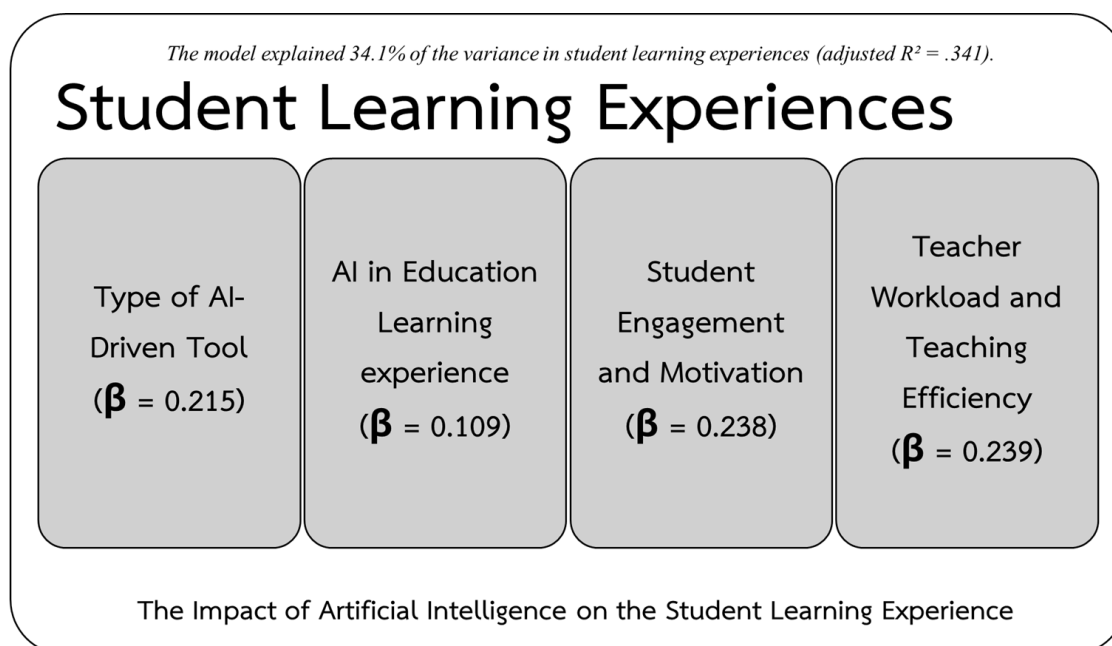 The model explained 34.1% of the variance in student learning experiences (adjusted R² = .341).
Student Learning Experiences
Type of AI-
Driven Tool
(β = 0.215)
AI in Education
Learning
experience
(β = 0.109)
Student
Engagement
and Motivation
(β = 0.238)
Teacher
Workload and
Teaching
Efficiency
(β = 0.239)
The Impact of Artificial Intelligence on the Student Learning Experience